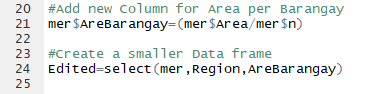 20 #Add new Column for Area per Barangay
21 mer$AreBarangay=(mer$Area/mer$n)
22
23 #Create a smaller Data frame
24 Edited=select(mer,Region,AreBarangay)
25